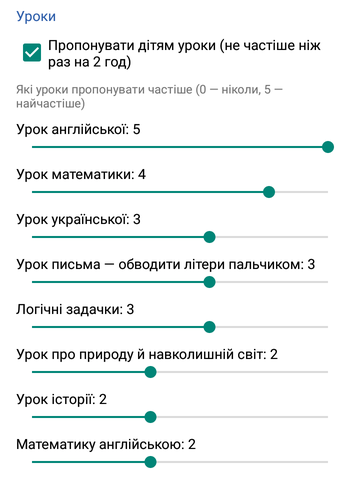 Уроки
Пропонувати дітям уроки (не частіше ніж
раз на 2 год)
Які уроки пропонувати частіше (0 — ніколи, 5 —
найчастіше)
Урок англійської: 5
Урок математики: 4
Урок української: 3
Урок письма — обводити літери пальчиком: 3
Логічні задачки: 3
Урок про природу й навколишній світ: 2
Урок історії: 2
Математику англійською: 2